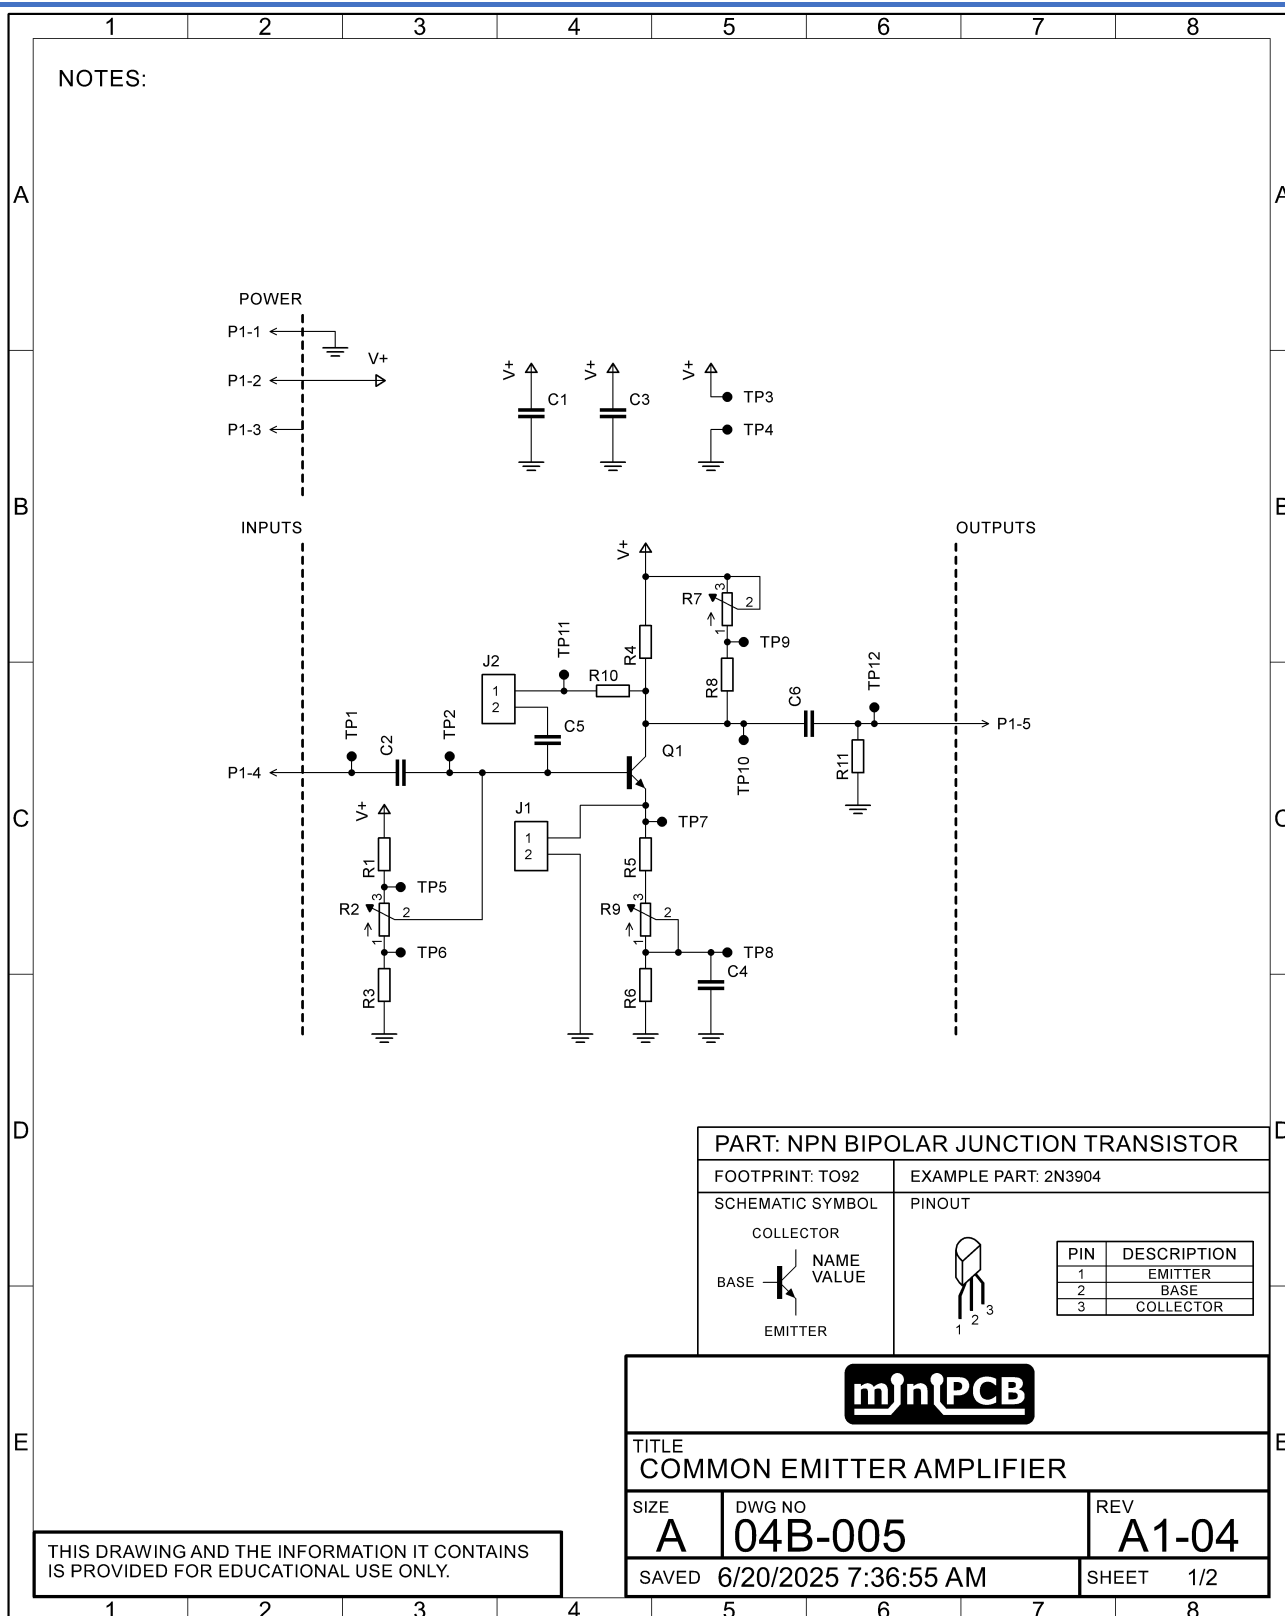 1 2 3 4 5 6 7 8
NOTES:
A A
POWER
P1-1
V+
P1-2
P1-3
V+ C1
V+ C3
V+ TP3
TP4
B B
INPUTS
OUTPUTS
V+
R7 3 2 1
TP9
R4
R8
TP11
J2
1
2
R10
C5
TP1
C2
TP2
P1-4
Q1
TP10
C6
TP12
R11
P1-5
C C
V+
R1
TP5
R2 3 2 1
TP6
R3
J1
1
2
TP7
R5
R9 3 2 1
TP8
C4
R6
D D
PART: NPN BIPOLAR JUNCTION TRANSISTOR
FOOTPRINT: TO92 EXAMPLE PART: 2N3904
SCHEMATIC SYMBOL PINOUT
COLLECTOR
NAME
VALUE
BASE
EMITTER
1 2 3
PIN DESCRIPTION
1 EMITTER
2 BASE
3 COLLECTOR
miniPCB
E E
TITLE
COMMON EMITTER AMPLIFIER
SIZE DWG NO REV
A 04B-005 A1-04
SAVED 6/20/2025 7:36:55 AM SHEET 1/2
THIS DRAWING AND THE INFORMATION IT CONTAINS
IS PROVIDED FOR EDUCATIONAL USE ONLY.
1 2 3 4 5 6 7 8